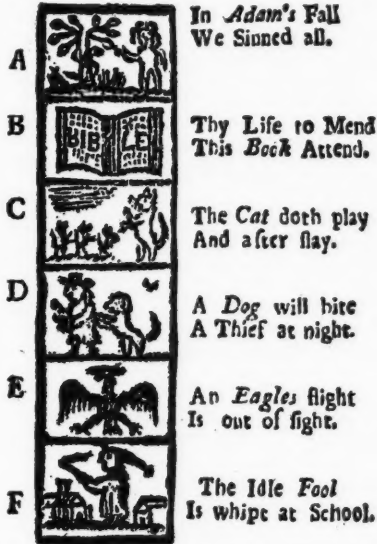 A
In Adam's Fall
We Sinned all.
B
BIB LE
Thy Life to Mend
This Book Attend.
C
The Cat doth play
And after ſlay.
D
A Dog will bite
A Thief at night.
E
An Eagles flight
Is out of ſight.
F
The Idle Fool
Is whipt at School.